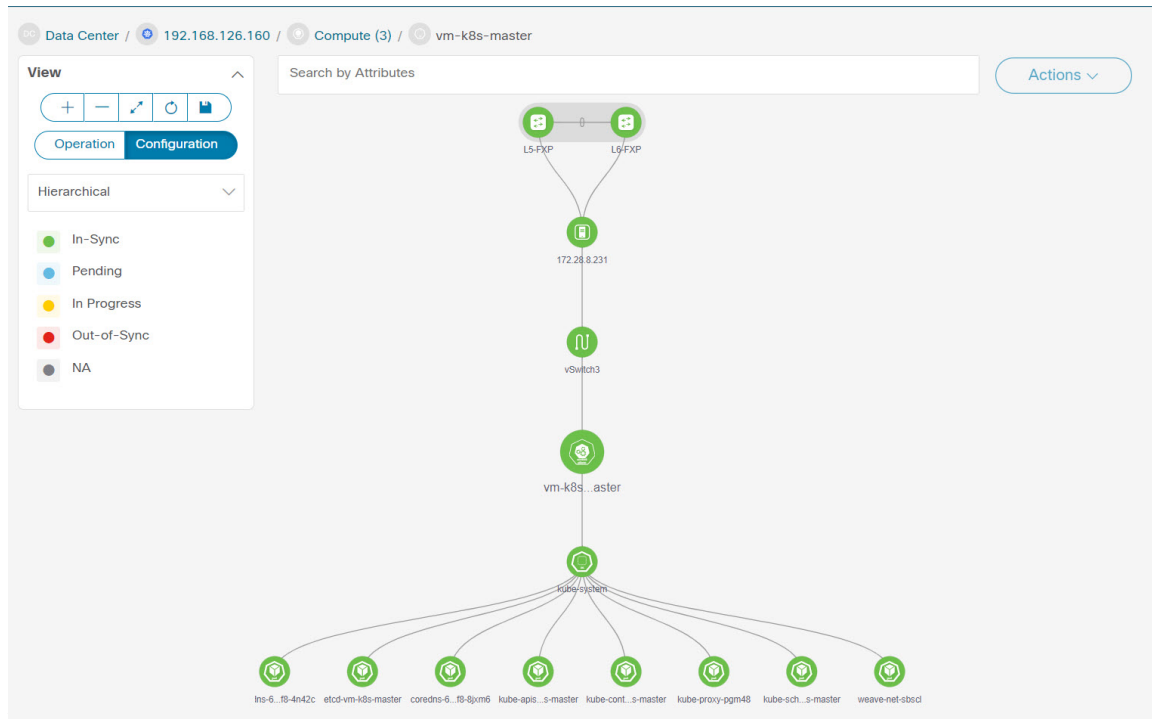 DC Data Center / 192.168.126.160 / Compute (3) / vm-k8s-master
View
Search by Attributes
Actions
Operation Configuration
Hierarchical
In-Sync
Pending
In Progress
Out-of-Sync
NA
L5-FXP L6-FXP
172.28.8.231
vSwitch3
vm-k8s...aster
kube-system
Ins-6...f8-4n42c etcd-vm-k8s-master coredns-6...f8-8jxm6 kube-apis...s-master kube-cont...s-master kube-proxy-pgm48 kube-sch...s-master weave-net-sbscl